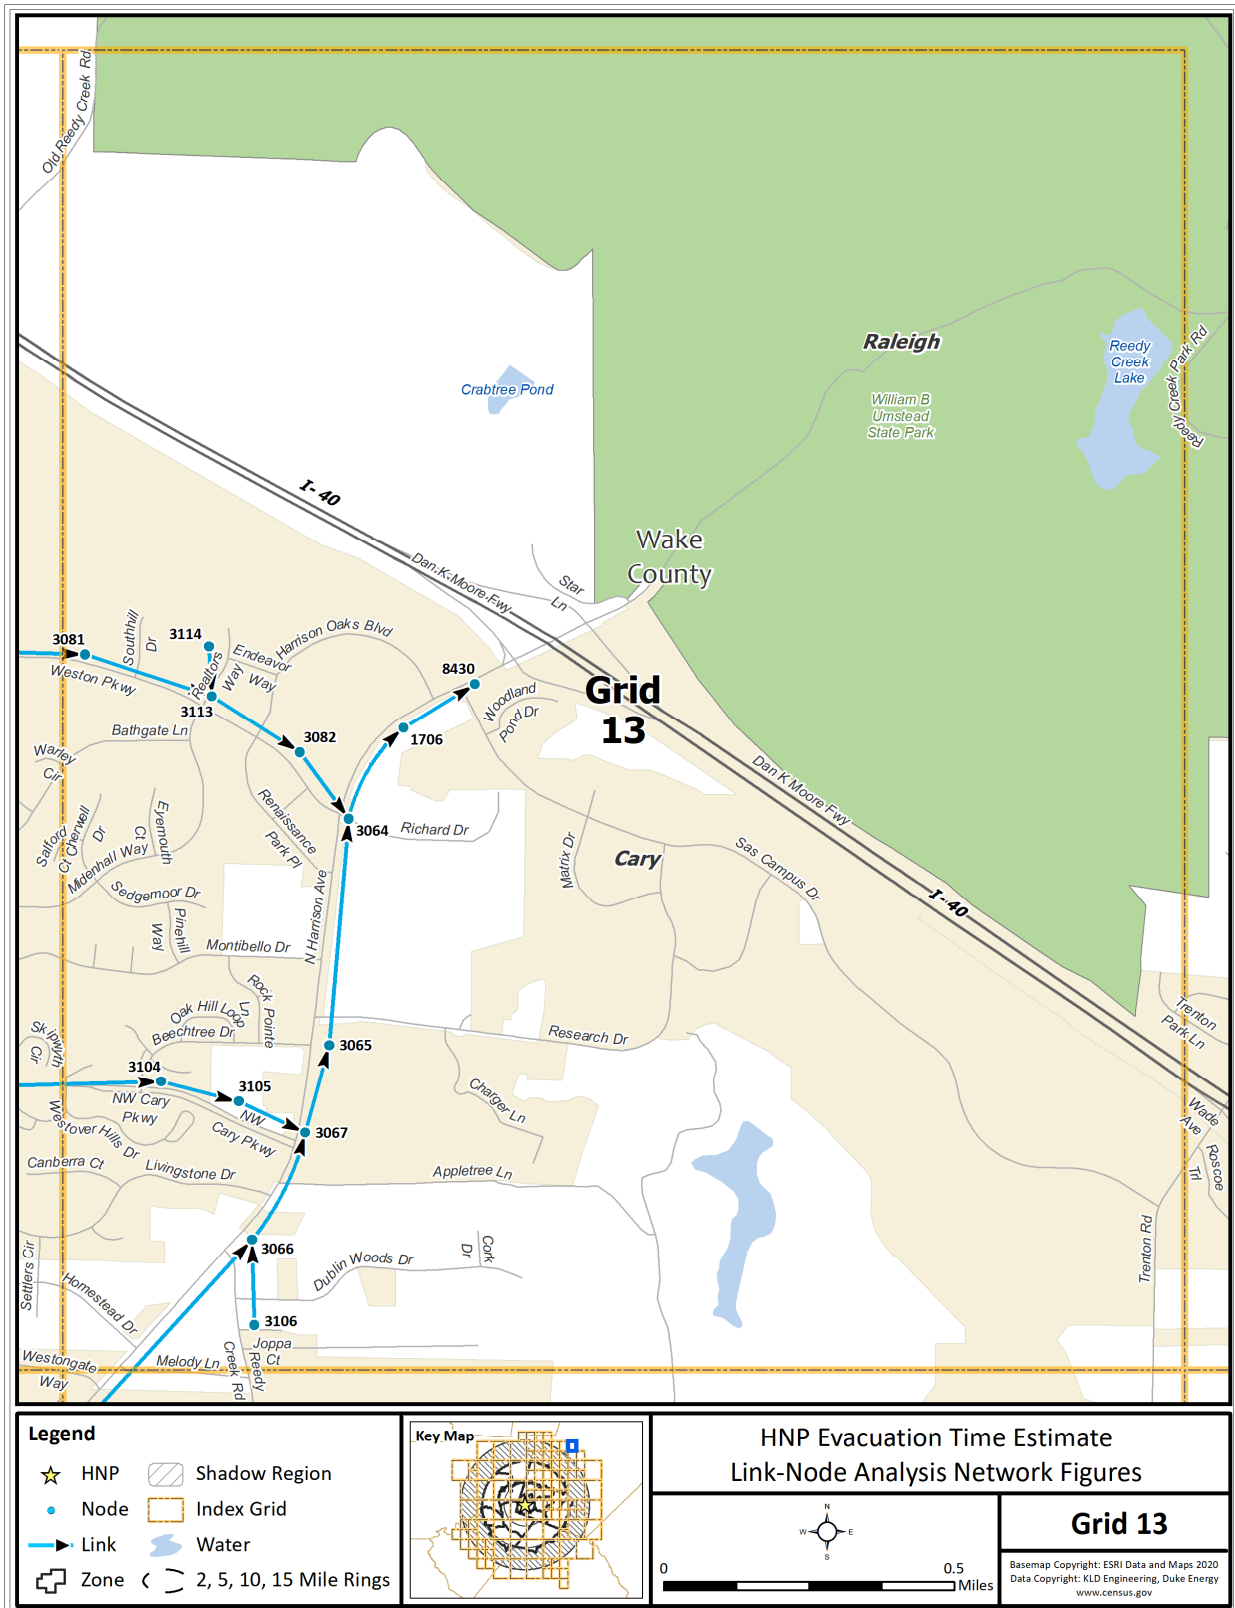 Old Reedy Creek Rd
Raleigh
William B
Umstead
State Park
Reedy
Creek
Lake
Reedy Creek Park Rd
Crabtree Pond
I-40
Wake
County
Dan K Moore Fwy
Star
Ln
3081
Southhill
Dr
3114
Realtors
Way
Endeavor
Way
Harrison Oaks Blvd
Weston Pkwy
3113
8430
Woodland
Pond Dr
Grid
13
1706
Bathgate Ln
3082
Warley
Cir
Dan K Moore Fwy
Salford
Ct
Cherwell
Dr
Eyemouth
Ct
Renaissance
Park Pl
3064
Richard Dr
Midenhall Way
Sedgemoor Dr
Matrix Dr
Cary
Sas Campus Dr
I-40
Pinehill
Way
Montibello Dr
N Harrison Ave
Rock Pointe
Ln
Oak Hill Loop
Beechtree Dr
Skipwyth
Cir
3065
Research Dr
Trenton
Park Ln
3104
3105
NW Cary
Pkwy
NW
Cary Pkwy
3067
Charger Ln
Westover Hills Dr
Wade
Ave
Roscoe
Trl
Canberra Ct
Livingstone Dr
Appletree Ln
3066
Settlers Cir
Dublin Woods Dr
Cork
Dr
Trenton Rd
Homestead Dr
3106
Joppa
Ct
Westongate
Way
Melody Ln
Reedy
Creek Rd
Legend
HNP
Shadow Region
Node
Index Grid
Link
Water
Zone
2, 5, 10, 15 Mile Rings
Key Map
HNP Evacuation Time Estimate
Link-Node Analysis Network Figures
N
W
E
S
0
0.5
Miles
Grid 13
Basemap Copyright: ESRI Data and Maps 2020
Data Copyright: KLD Engineering, Duke Energy
www.census.gov